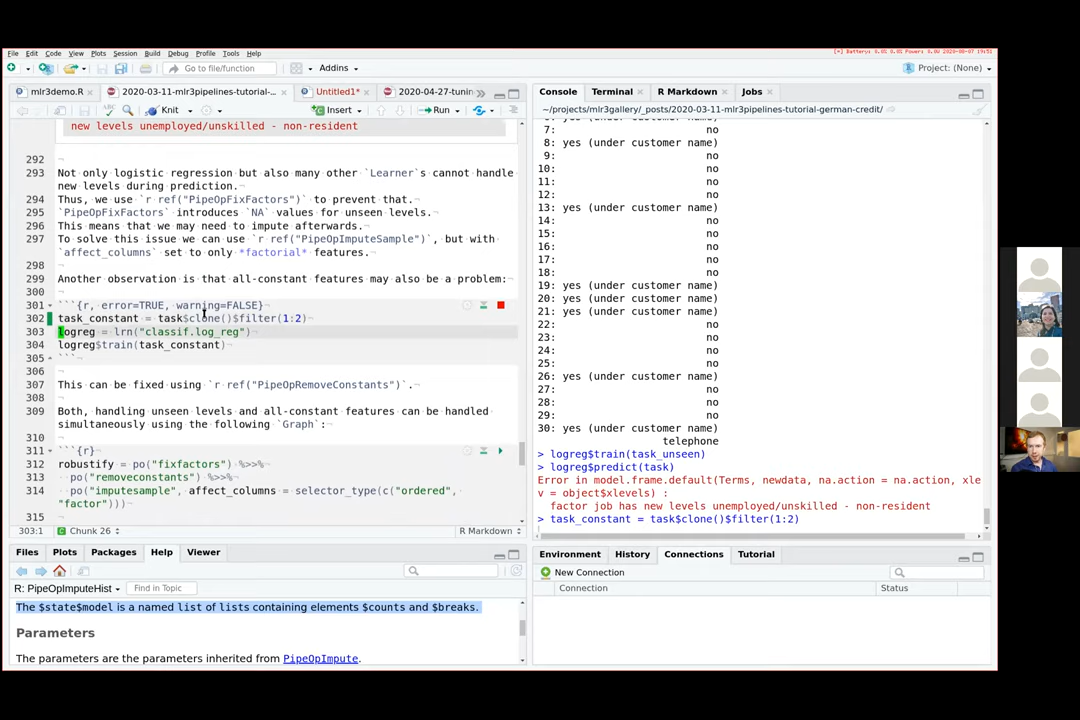 [+] Battery: 0.0% 0.0% Power: 0.00 2020-08-07 19:51
File Edit Code View Plots Session Build Debug Profile Tools Help
Go to file/function
Addins
Project: (None)
mlr3demo.R
2020-03-11-mlr3pipelines-tutorial-...
Untitled1*
2020-04-27-tunin
Knit
Insert
Run
new levels unemployed/unskilled - non-resident
292
293 Not only logistic regression but also many other `Learner`s cannot handle
new levels during prediction.
294 Thus, we use `r ref("PipeOpFixFactors")` to prevent that.
295 `PipeOpFixFactors` introduces `NA` values for unseen levels.
296 This means that we may need to impute afterwards.
297 To solve this issue we can use `r ref("PipeOpImputeSample")`, but with
`affect_columns` set to only *factorial* features.
298
299 Another observation is that all-constant features may also be a problem:
300
301 ```{r, error=TRUE, warning=FALSE}
302 task_constant = task$clone()$filter(1:2)
303 logreg = lrn("classif.log_reg")
304 logreg$train(task_constant)
305 ```
306
307 This can be fixed using `r ref("PipeOpRemoveConstants")`.
308
309 Both, handling unseen levels and all-constant features can be handled
simultaneously using the following `Graph`:
310
311 ```{r}
312 robustify = po("fixfactors") %>>%
313 po("removeconstants") %>>%
314 po("imputesample", affect_columns = selector_type(c("ordered",
"factor")))
315
303:1 Chunk 26 R Markdown
Files Plots Packages Help Viewer
R: PipeOpImputeHist Find in Topic
The $state$model is a named list of lists containing elements $counts and $breaks.
Parameters
The parameters are the parameters inherited from PipeOpImpute.
Console Terminal R Markdown Jobs
~/projects/mlr3gallery/_posts/2020-03-11-mlr3pipelines-tutorial-german-credit/
7: no
8: yes (under customer name)
9: no
10: no
11: no
12: no
13: yes (under customer name)
14: no
15: no
16: no
17: no
18: no
19: yes (under customer name)
20: yes (under customer name)
21: yes (under customer name)
22: no
23: no
24: no
25: no
26: yes (under customer name)
27: no
28: no
29: no
30: yes (under customer name)
telephone
> logreg$train(task_unseen)
> logreg$predict(task)
Error in model.frame.default(Terms, newdata, na.action = na.action, xle
v = object$xlevels) :
factor job has new levels unemployed/unskilled - non-resident
> task_constant = task$clone()$filter(1:2)
Environment History Connections Tutorial
New Connection
Connection Status